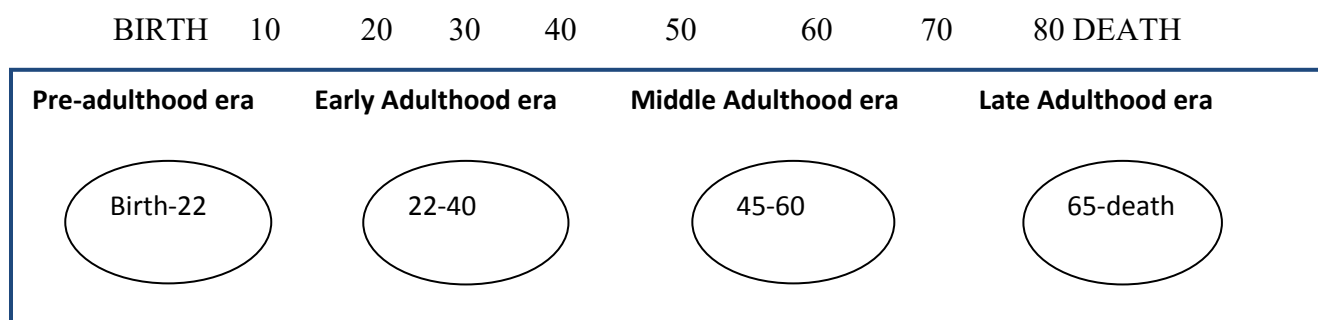 BIRTH 10 20 30 40 50 60 70 80 DEATH
Pre-adulthood era Early Adulthood era Middle Adulthood era Late Adulthood era
Birth-22 22-40 45-60 65-death